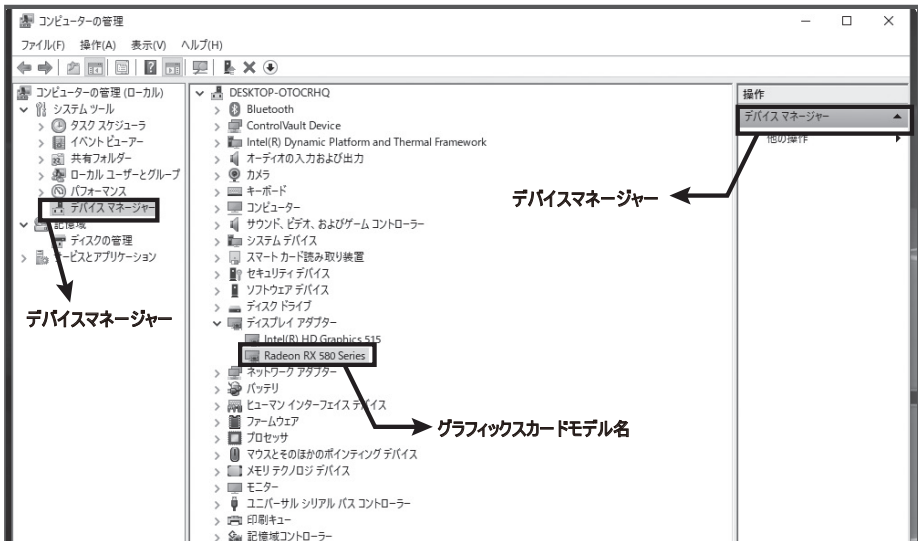 コンピューターの管理
ファイル(F) 操作(A) 表示(V) ヘルプ(H)
コンピューターの管理 (ローカル)
システム ツール
タスク スケジューラ
イベント ビューアー
共有フォルダー
ローカル ユーザーとグループ
パフォーマンス
デバイス マネージャー
記憶域
ディスクの管理
サービスとアプリケーション
デバイスマネージャー
DESKTOP-OTOCRHQ
Bluetooth
ControlVault Device
Intel(R) Dynamic Platform and Thermal Framework
オーディオの入力および出力
カメラ
キーボード
コンピューター
サウンド、ビデオ、およびゲーム コントローラー
システム デバイス
スマート カード読み取り装置
セキュリティ デバイス
ソフトウェア デバイス
ディスク ドライブ
ディスプレイ アダプター
Intel(R) HD Graphics 515
Radeon RX 580 Series
ネットワーク アダプター
バッテリ
ヒューマン インターフェイス デバイス
ファームウェア
プロセッサ
マウスとそのほかのポインティング デバイス
メモリ テクノロジ デバイス
モニター
ユニバーサル シリアル バス コントローラー
印刷キュー
記憶域コントローラー
グラフィックスカードモデル名
操作
デバイス マネージャー
他の操作
デバイスマネージャー